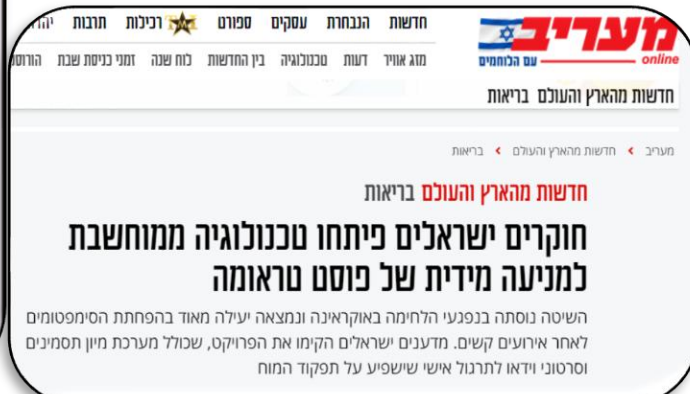 מעריב
online
עם הלוחמים
חדשות הנבחרת עסקים ספורט רכילות תרבות
מזג אוויר דעות טכנולוגיה בין החדשות לוח שנה זמני כניסת שבת
חדשות מהארץ והעולם בריאות
מעריב › חדשות מהארץ והעולם › בריאות
חדשות מהארץ והעולם בריאות
חוקרים ישראלים פיתחו טכנולוגיה ממוחשבת
למניעה מידית של פוסט טראומה
השיטה נוסתה בנפגעי הלחימה באוקראינה ונמצאה יעילה מאוד בהפחתת הסימפטומים
לאחר אירועים קשים. מדענים ישראלים הקימו את הפרויקט, שכולל מערכת מיון תסמינים
וסרטוני וידאו לתרגול אישי שישפיע על תפקוד המוח